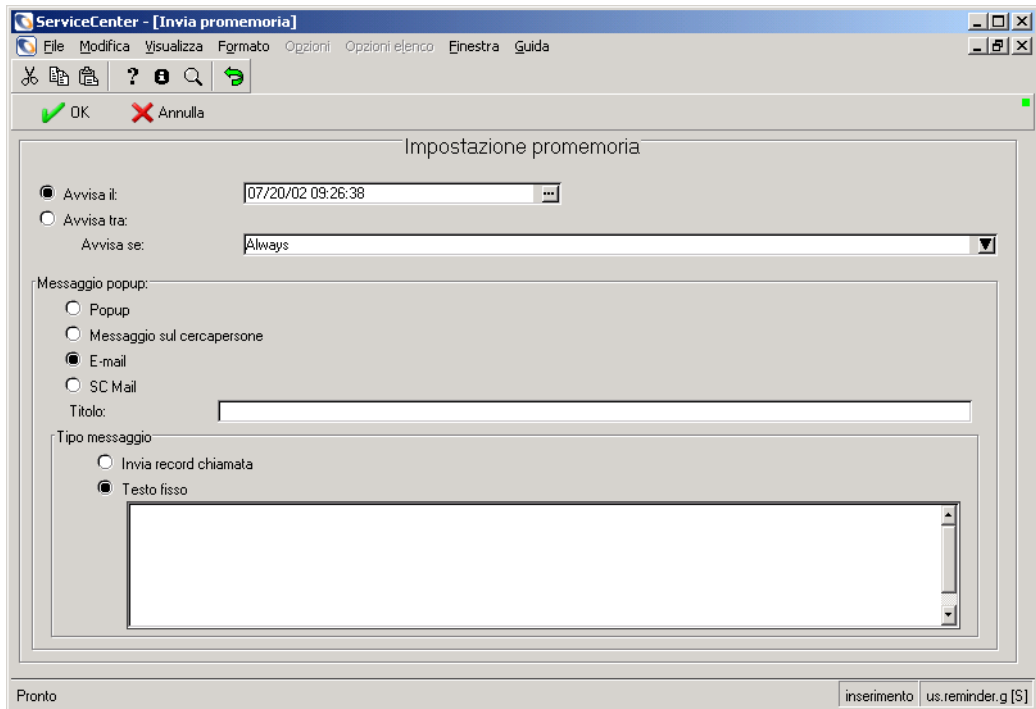 ServiceCenter - [Invia promemoria]
File Modifica Visualizza Formato Opzioni Opzioni elenco Finestra Guida
OK Annulla
Impostazione promemoria
Avvisa il: 07/20/02 09:26:38
Avvisa tra:
Avvisa se: Always
Messaggio popup:
Popup
Messaggio sul cercapersone
E-mail
SC Mail
Titolo:
Tipo messaggio
Invia record chiamata
Testo fisso
Pronto inserimento us.reminder.g [S]